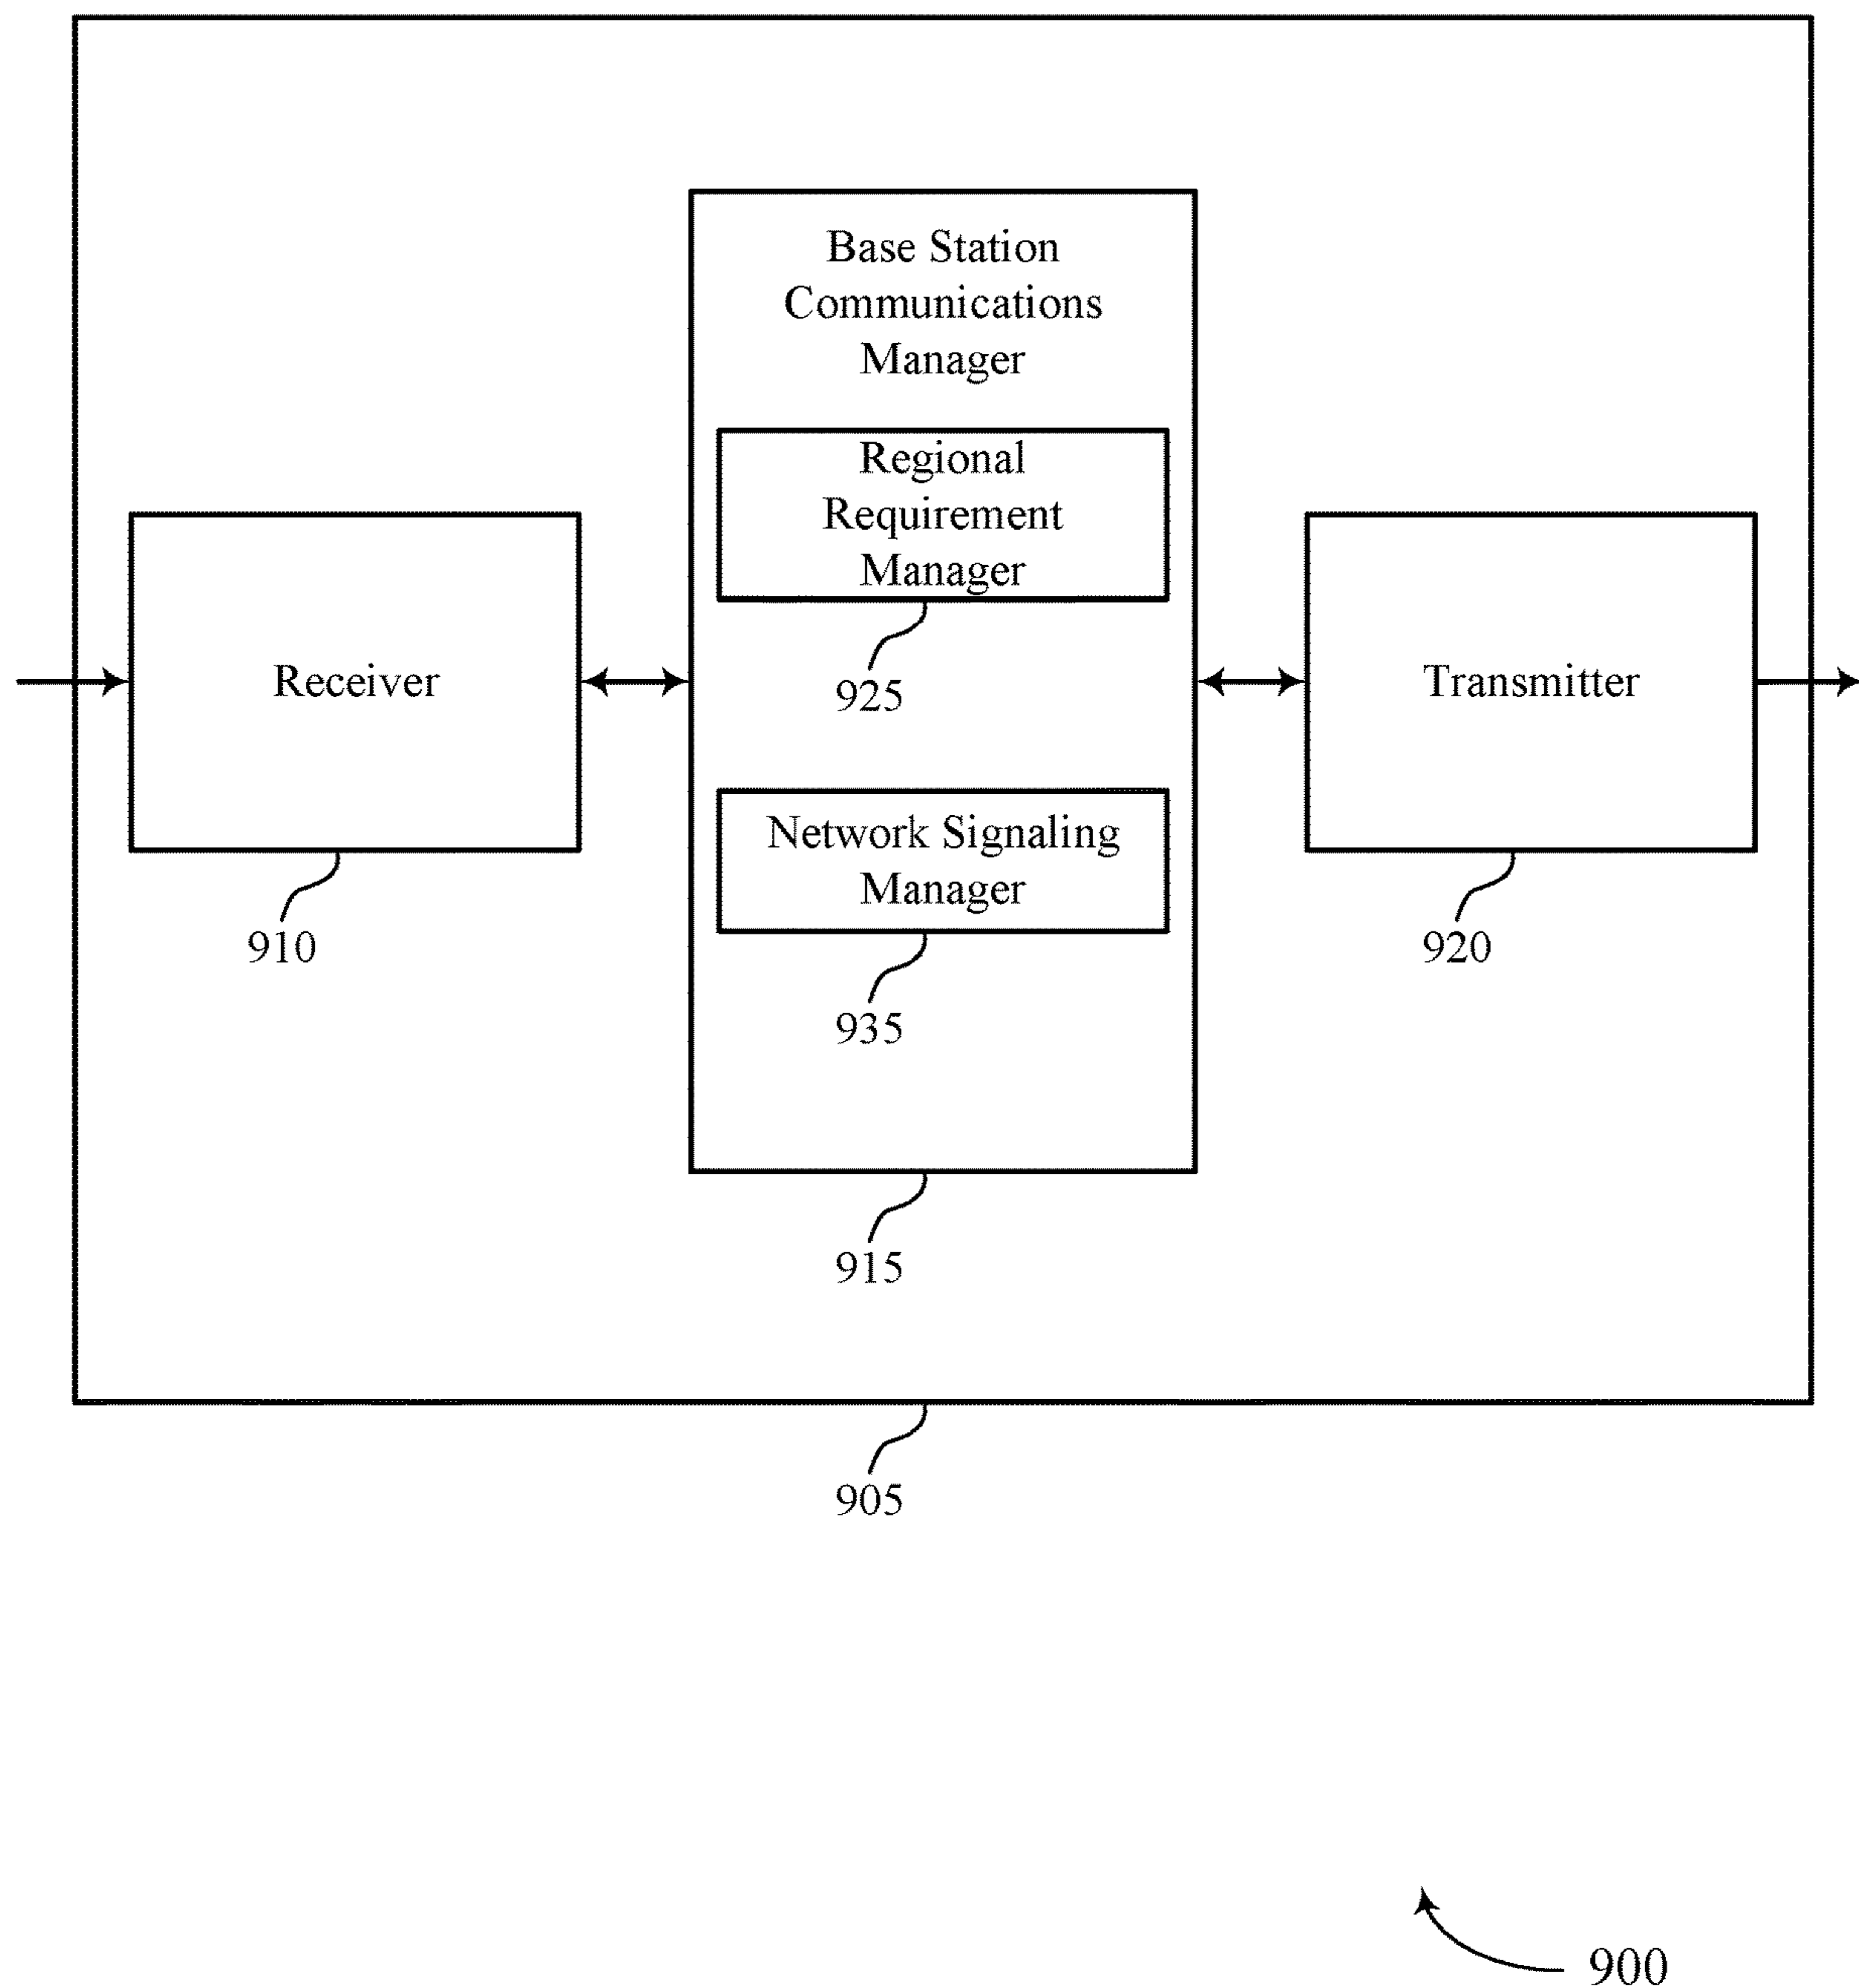 Base Station
Communications
Manager
Regional
Requirement
Manager
925
Receiver
910
Network Signaling
Manager
935
Transmitter
920
915
905
900